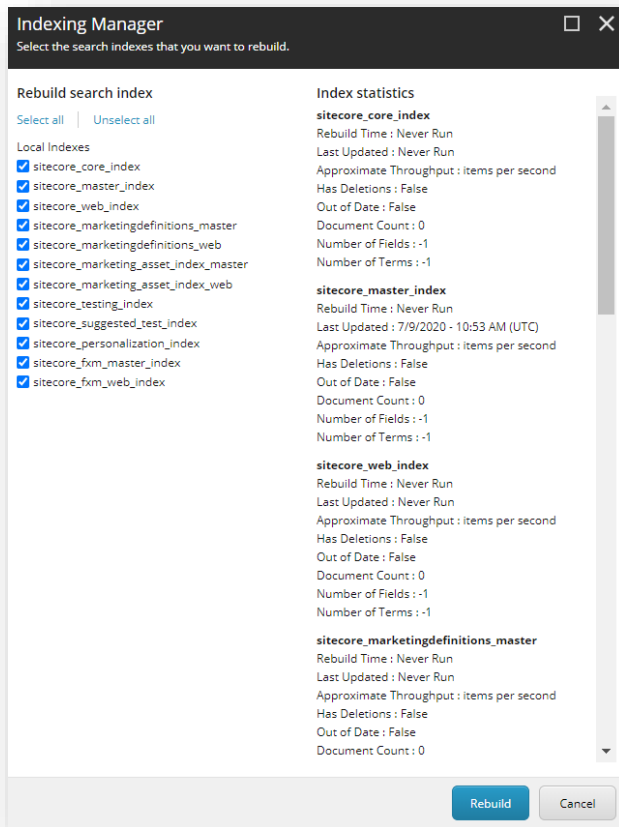 Indexing Manager
Select the search indexes that you want to rebuild.
Rebuild search index
Select all
Unselect all
Local Indexes
sitecore_core_index
sitecore_master_index
sitecore_web_index
sitecore_marketingdefinitions_master
sitecore_marketingdefinitions_web
sitecore_marketing_asset_index_master
sitecore_marketing_asset_index_web
sitecore_testing_index
sitecore_suggested_test_index
sitecore_personalization_index
sitecore_fxm_master_index
sitecore_fxm_web_index
Index statistics
sitecore_core_index
Rebuild Time : Never Run
Last Updated : Never Run
Approximate Throughput : items per second
Has Deletions : False
Out of Date : False
Document Count : 0
Number of Fields : -1
Number of Terms : -1
sitecore_master_index
Rebuild Time : Never Run
Last Updated : 7/9/2020 - 10:53 AM (UTC)
Approximate Throughput : items per second
Has Deletions : False
Out of Date : False
Document Count : 0
Number of Fields : -1
Number of Terms : -1
sitecore_web_index
Rebuild Time : Never Run
Last Updated : Never Run
Approximate Throughput : items per second
Has Deletions : False
Out of Date : False
Document Count : 0
Number of Fields : -1
Number of Terms : -1
sitecore_marketingdefinitions_master
Rebuild Time : Never Run
Last Updated : Never Run
Approximate Throughput : items per second
Has Deletions : False
Out of Date : False
Document Count : 0
Rebuild
Cancel